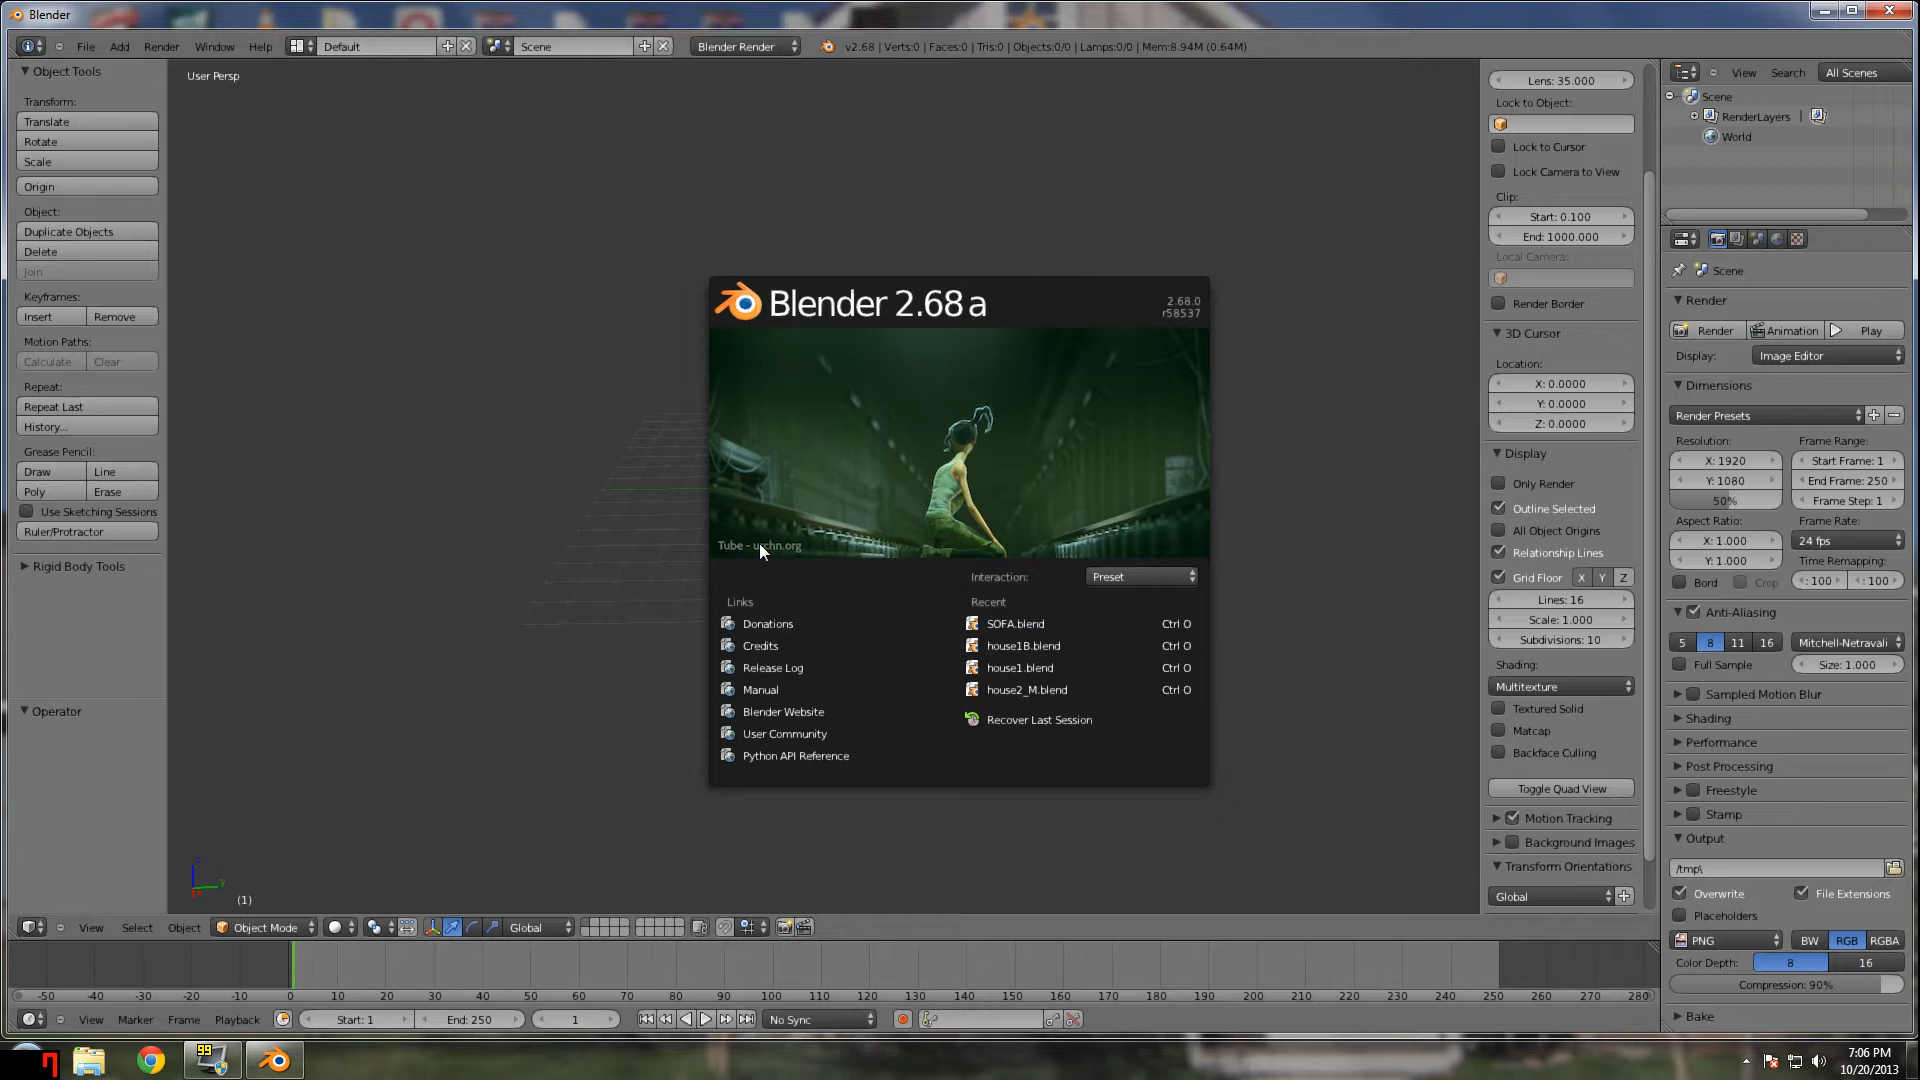 Blender
File Add Render Window Help Default Scene Blender Render v2.68 | Verts:0 | Faces:0 | Tris:0 | Objects:0/0 | Lamps:0/0 | Mem:8.94M (0.64M)
Object Tools
Transform:
Translate
Rotate
Scale
Origin
Object:
Duplicate Objects
Delete
Join
Keyframes:
Insert Remove
Motion Paths:
Calculate Clear
Repeat:
Repeat Last
History...
Grease Pencil:
Draw Line
Poly Erase
Use Sketching Sessions
Ruler/Protractor
Rigid Body Tools
Operator
User Persp
Blender 2.68 a
2.68.0
r58537
Tube - urchn.org
Interaction: Preset
Links
Donations
Credits
Release Log
Manual
Blender Website
User Community
Python API Reference
Recent
SOFA.blend Ctrl O
house1B.blend Ctrl O
house1.blend Ctrl O
house2_M.blend Ctrl O
Recover Last Session
z
y
(1)
Lens: 35.000
Lock to Object:
Lock to Cursor
Lock Camera to View
Clip:
Start: 0.100
End: 1000.000
Local Camera:
Render Border
3D Cursor
Location:
X: 0.0000
Y: 0.0000
Z: 0.0000
Display
Only Render
Outline Selected
All Object Origins
Relationship Lines
Grid Floor X Y Z
Lines: 16
Scale: 1.000
Subdivisions: 10
Shading:
Multitexture
Textured Solid
Matcap
Backface Culling
Toggle Quad View
Motion Tracking
Background Images
Transform Orientations
Global
View Search All Scenes
Scene
RenderLayers |
World
Scene
Render
Render Animation Play
Display: Image Editor
Dimensions
Render Presets
Resolution: Frame Range:
X: 1920 Start Frame: 1
Y: 1080 End Frame: 250
50% Frame Step: 1
Aspect Ratio: Frame Rate:
X: 1.000 24 fps
Y: 1.000 Time Remapping:
Bord Crop : 100 : 100
Anti-Aliasing
5 8 11 16 Mitchell-Netravali
Full Sample Size: 1.000
Sampled Motion Blur
Shading
Performance
Post Processing
Freestyle
Stamp
Output
/tmp\
Overwrite File Extensions
Placeholders
PNG BW RGB RGBA
Color Depth: 8 16
Compression: 90%
Bake
View Select Object Object Mode Global
-50 -40 -30 -20 -10 0 10 20 30 40 50 60 70 80 90 100 110 120 130 140 150 160 170 180 190 200 210 220 230 240 250 260 270 280
View Marker Frame Playback Start: 1 End: 250 1 No Sync
99
7:06 PM
10/20/2013